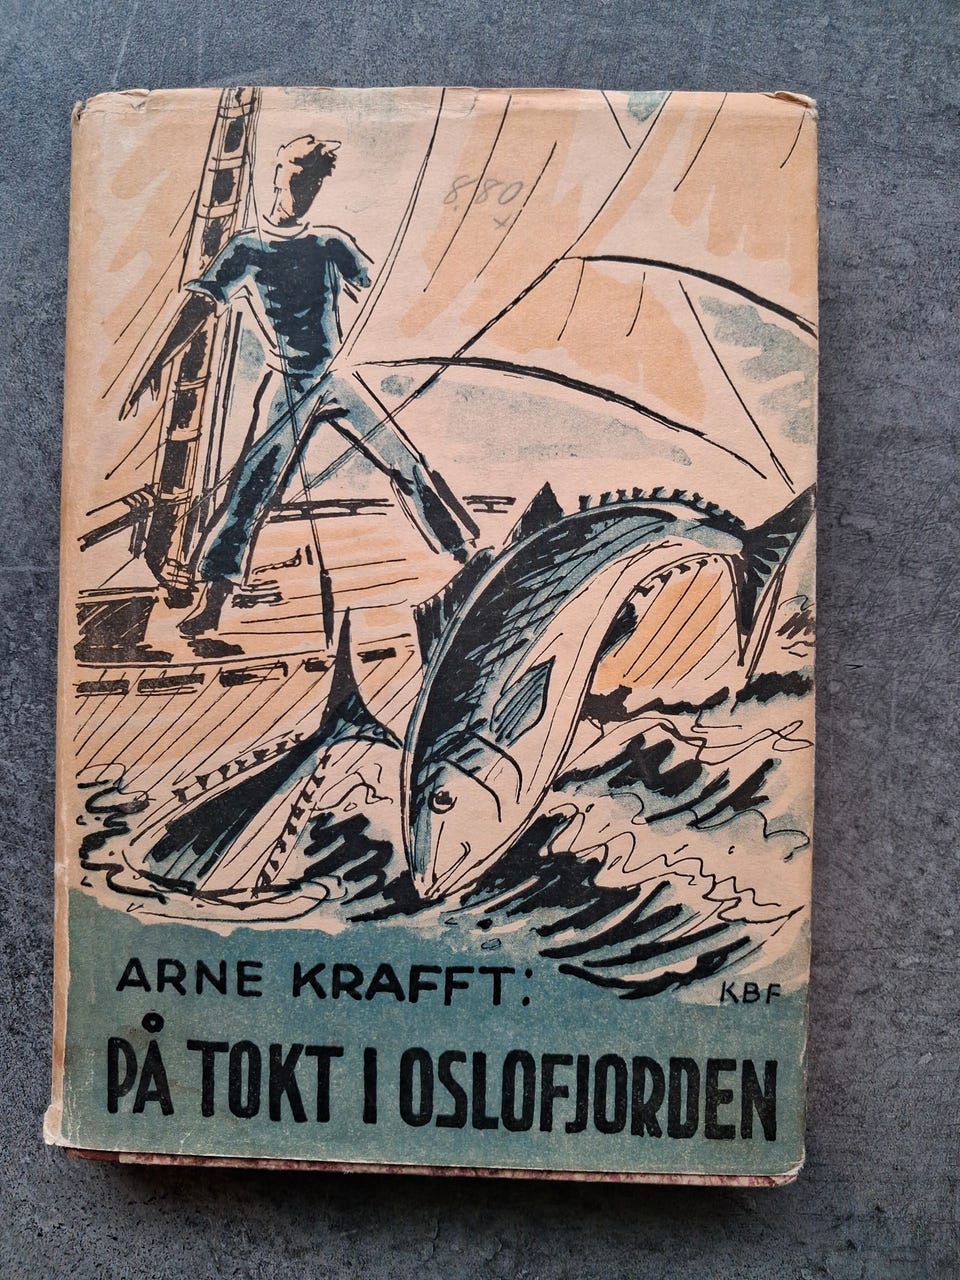 8,80
x
ARNE KRAFFT:
KBF
PÅ TOKT I OSLOFJORDEN